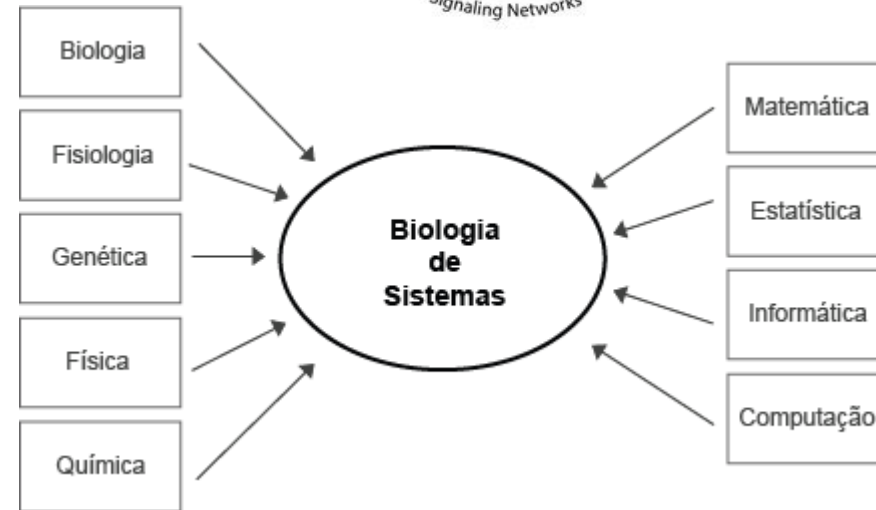 Signaling Networks
Biologia
Fisiologia
Genética
Física
Química
Biologia
de
Sistemas
Matemática
Estatística
Informática
Computação